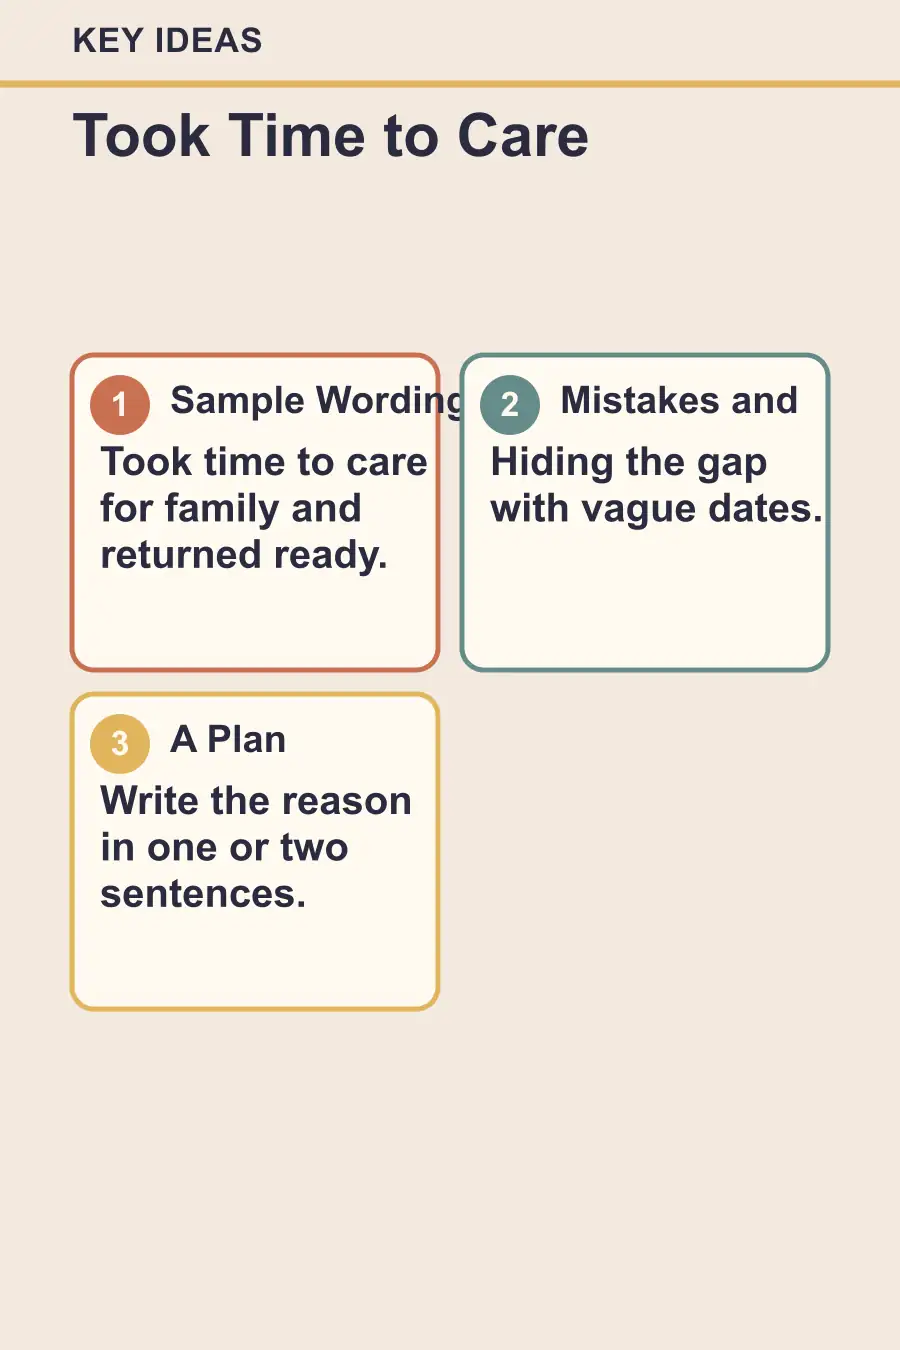 KEY IDEAS
Took Time to Care
1 Sample Wording
Took time to care
for family and
returned ready.
2 Mistakes and
Hiding the gap
with vague dates.
3 A Plan
Write the reason
in one or two
sentences.